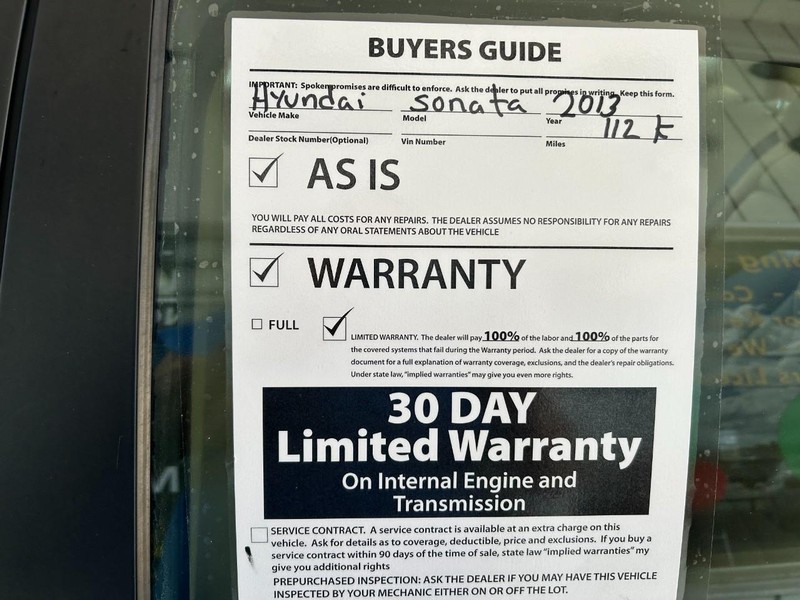 BUYERS GUIDE
IMPORTANT: Spoken promises are difficult to enforce. Ask the dealer to put all promises in writing. Keep this form.
Hyundai sonata 2013
Vehicle Make Model Year
112 k
Dealer Stock Number(Optional) Vin Number Miles
AS IS
YOU WILL PAY ALL COSTS FOR ANY REPAIRS. THE DEALER ASSUMES NO RESPONSIBILITY FOR ANY REPAIRS
REGARDLESS OF ANY ORAL STATEMENTS ABOUT THE VEHICLE
WARRANTY
FULL
LIMITED WARRANTY. The dealer will pay 100% of the labor and 100% of the parts for
the covered systems that fail during the Warranty period. Ask the dealer for a copy of the warranty
document for a full explanation of warranty coverage, exclusions, and the dealer's repair obligations.
Under state law, "implied warranties" may give you even more rights.
30 DAY
Limited Warranty
On Internal Engine and
Transmission
SERVICE CONTRACT. A service contract is available at an extra charge on this
vehicle. Ask for details as to coverage, deductible, price and exclusions. If you buy a
service contract within 90 days of the time of sale, state law "implied warranties" my
give you additional rights
PREPURCHASED INSPECTION: ASK THE DEALER IF YOU MAY HAVE THIS VEHICLE
INSPECTED BY YOUR MECHANIC EITHER ON OR OFF THE LOT.